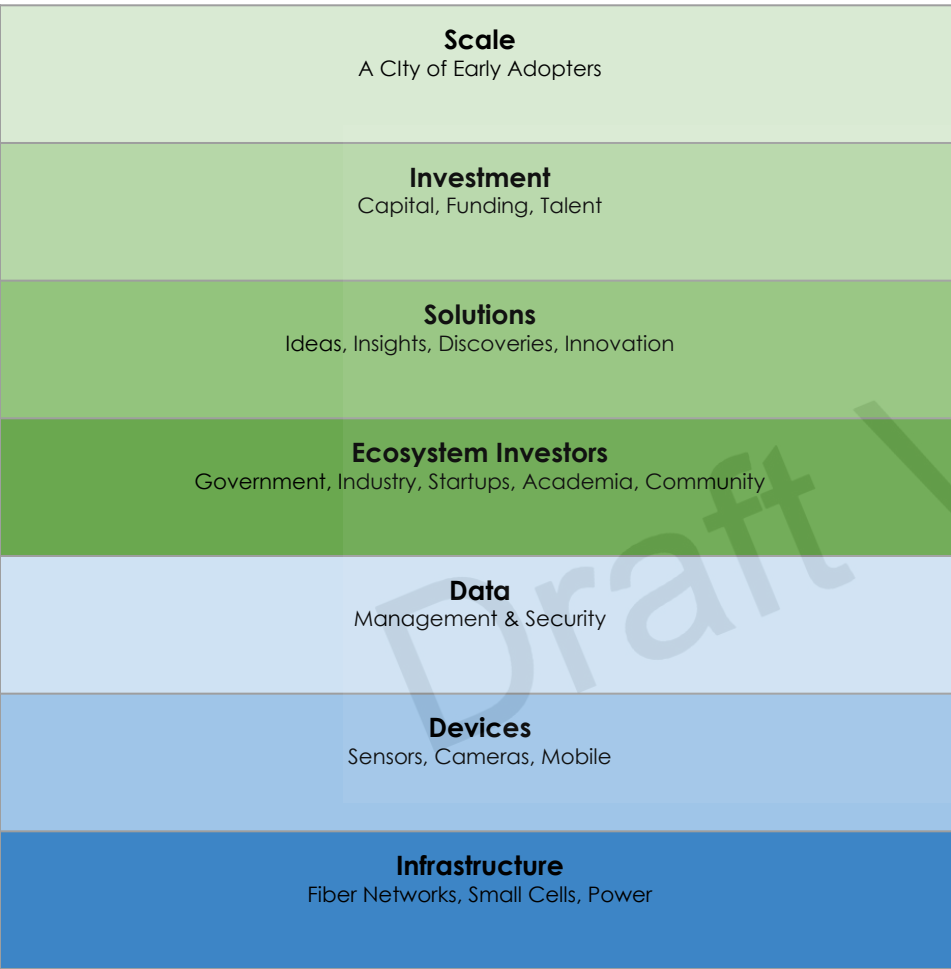 Scale
A CIty of Early Adopters
Investment
Capital, Funding, Talent
Solutions
Ideas, Insights, Discoveries, Innovation
Ecosystem Investors
Government, Industry, Startups, Academia, Community
Data
Management & Security
Devices
Sensors, Cameras, Mobile
Infrastructure
Fiber Networks, Small Cells, Power
Draft